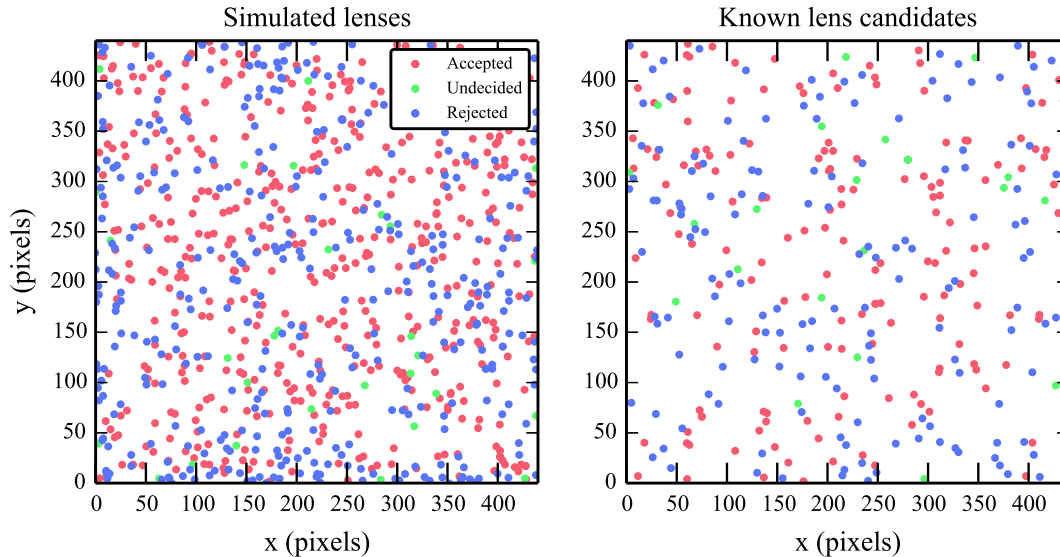 Simulated lenses
Known lens candidates
Accepted
Undecided
Rejected
y (pixels)
400
350
300
250
200
150
100
50
0
0 50 100 150 200 250 300 350 400
x (pixels)
400
350
300
250
200
150
100
50
0
0 50 100 150 200 250 300 350 400
x (pixels)